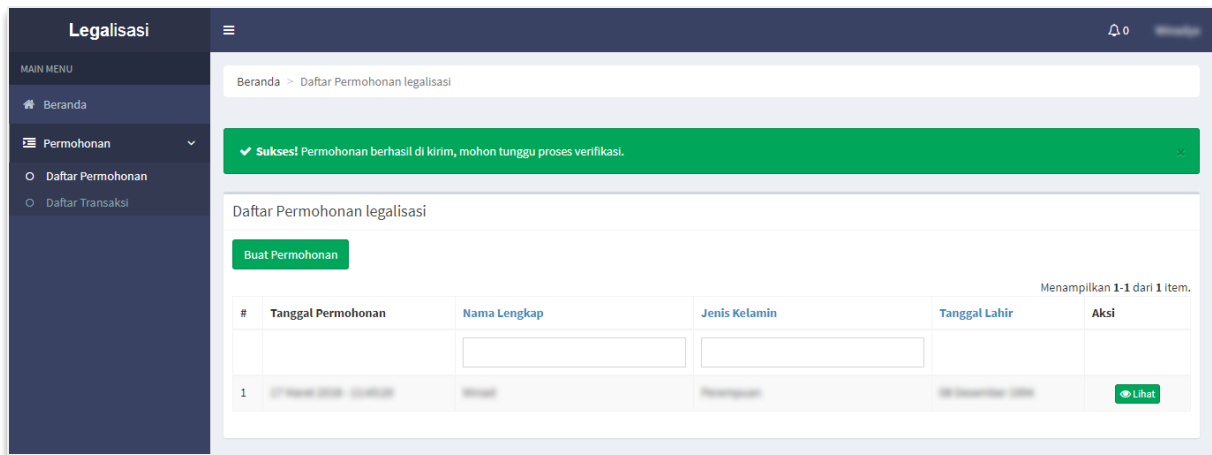 Legalisasi
0
MAIN MENU
Beranda > Daftar Permohonan legalisasi
Beranda
Permohonan
Sukses! Permohonan berhasil di kirim, mohon tunggu proses verifikasi.
Daftar Permohonan
Daftar Transaksi
Daftar Permohonan legalisasi
Buat Permohonan
Menampilkan 1-1 dari 1 item.
# Tanggal Permohonan Nama Lengkap Jenis Kelamin Tanggal Lahir Aksi
1 Lihat